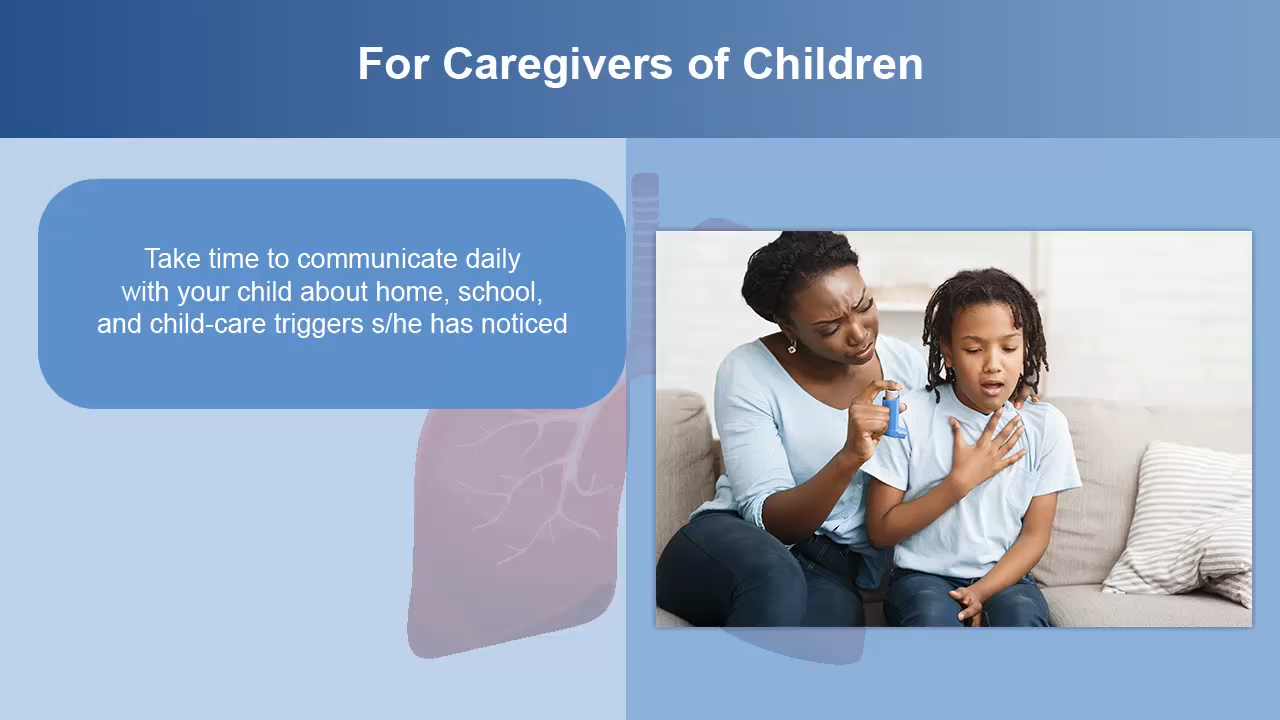 For Caregivers of Children
Take time to communicate daily
with your child about home, school,
and child-care triggers s/he has noticed